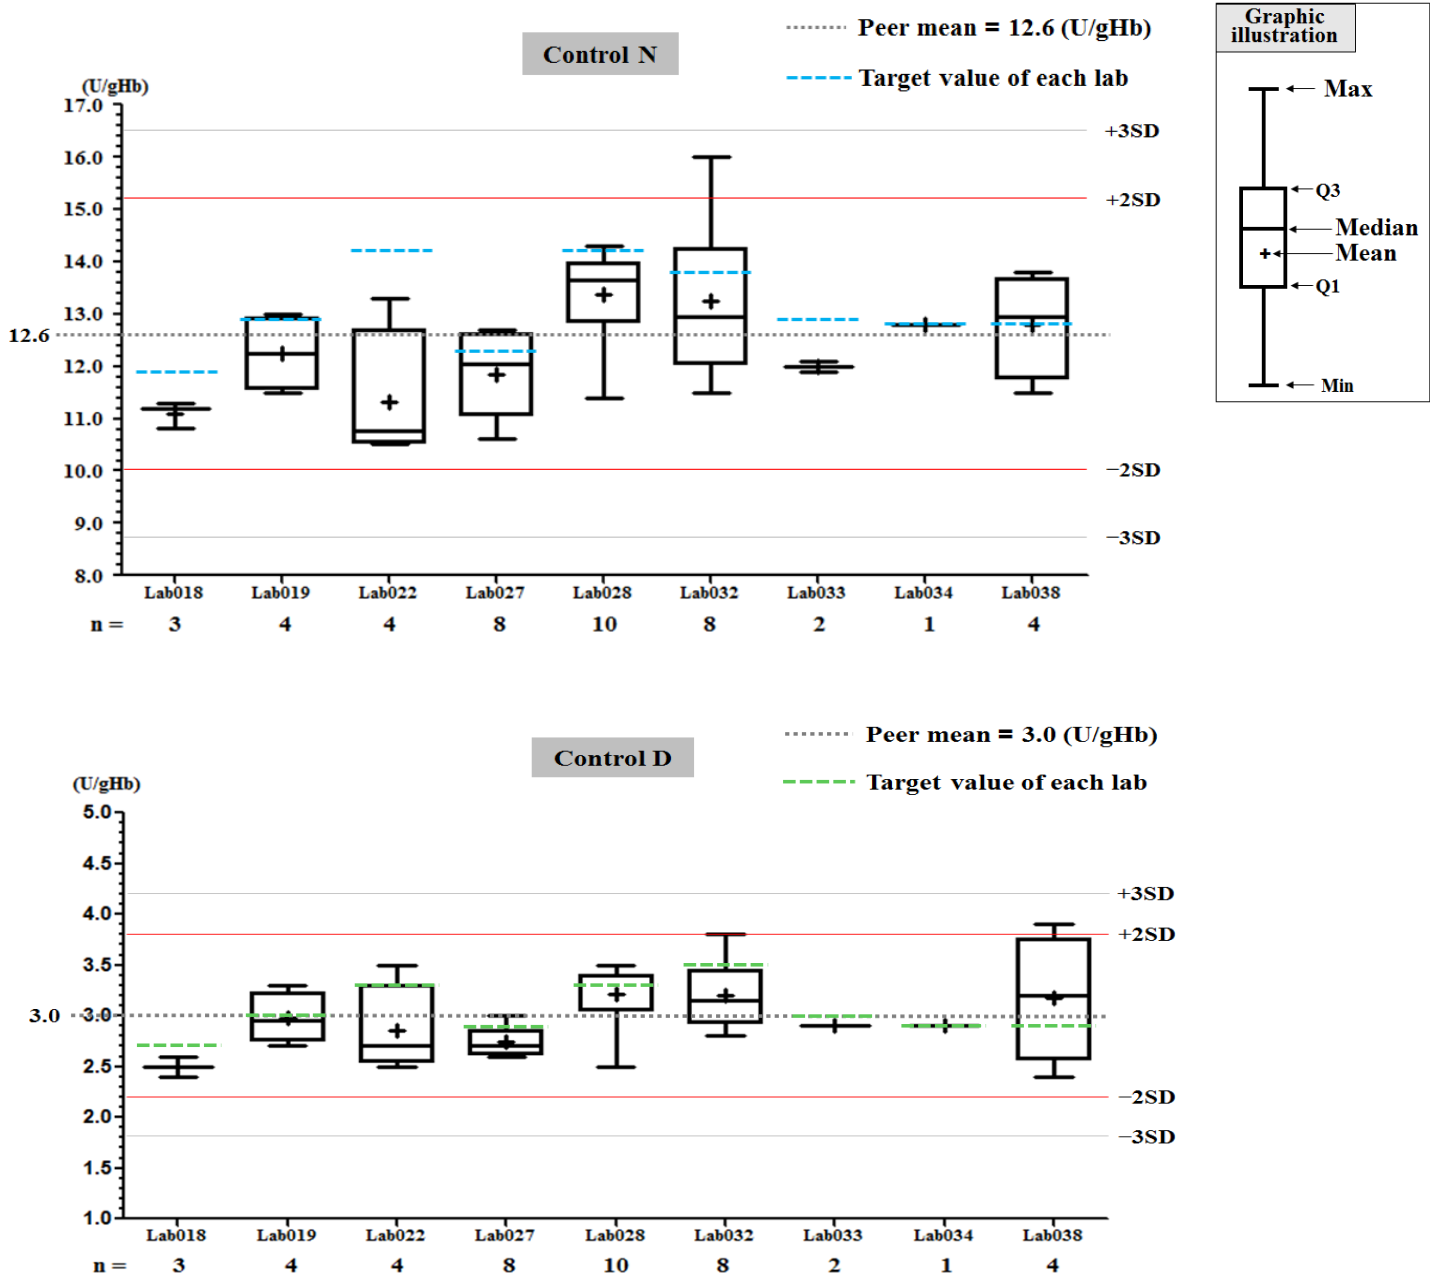 Peer mean = 12.6 (U/gHb)
Control N
Target value of each lab
(U/gHb)
17.0
+3SD
16.0
+2SD
15.0
14.0
13.0
12.6
12.0
11.0
10.0
−2SD
9.0
−3SD
8.0
Lab018 Lab019 Lab022 Lab027 Lab028 Lab032 Lab033 Lab034 Lab038
n = 3 4 4 8 10 8 2 1 4
Graphic
illustration
Max
Q3
Median
Mean
Q1
Min
Peer mean = 3.0 (U/gHb)
Control D
Target value of each lab
(U/gHb)
5.0
4.5
+3SD
4.0
+2SD
3.5
3.0 3.0
2.5
−2SD
2.0
−3SD
1.5
1.0
Lab018 Lab019 Lab022 Lab027 Lab028 Lab032 Lab033 Lab034 Lab038
n = 3 4 4 8 10 8 2 1 4